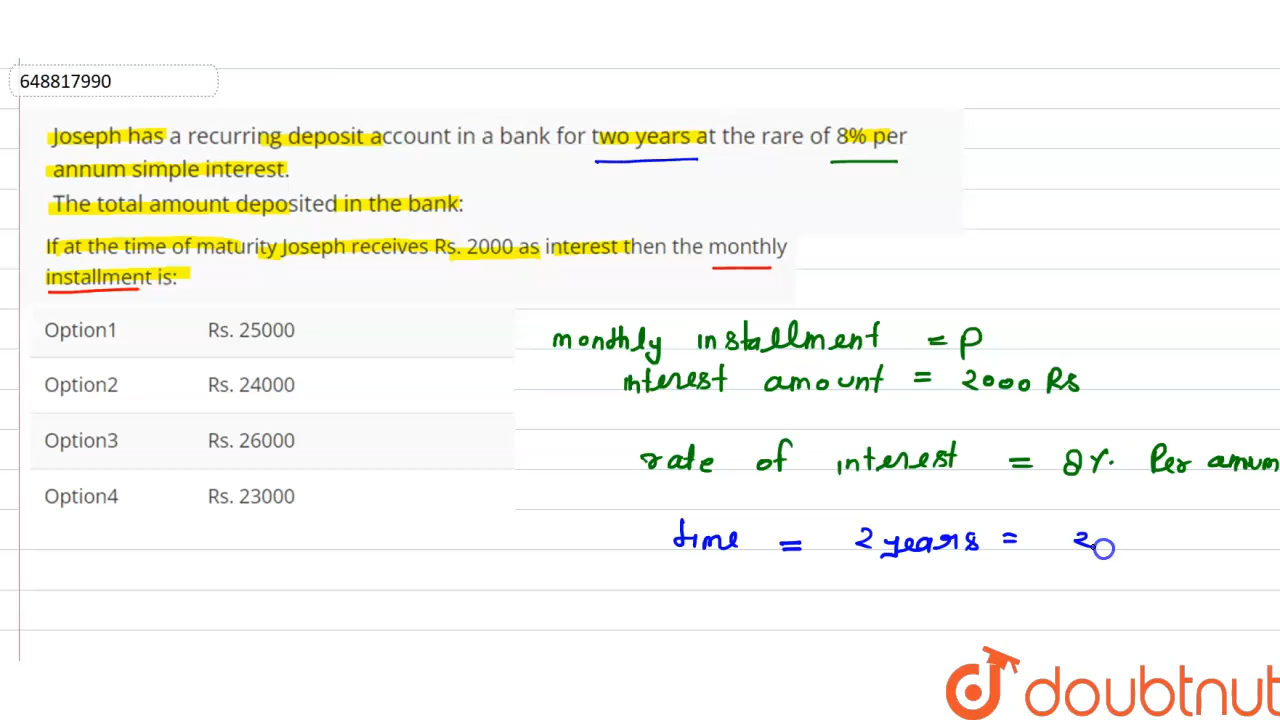 648817990
Joseph has a recurring deposit account in a bank for two years at the rare of 8% per
annum simple interest.
The total amount deposited in the bank:
If at the time of maturity Joseph receives Rs. 2000 as interest then the monthly
installment is:
Option1 Rs. 25000
Option2 Rs. 24000
Option3 Rs. 26000
Option4 Rs. 23000
monthly installment = P
interest amount = 2000 Rs
rate of interest = 8%. Per annum
time = 2 years = 2
doubtnut